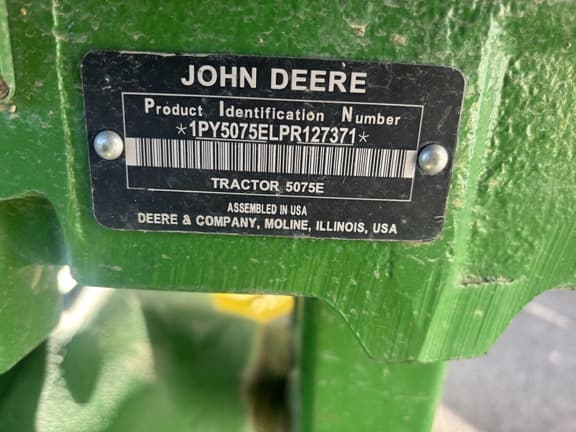 JOHN DEERE
Product Identification Number
*1PY5075ELPR127371*
TRACTOR 5075E
ASSEMBLED IN USA
DEERE & COMPANY, MOLINE, ILLINOIS, USA